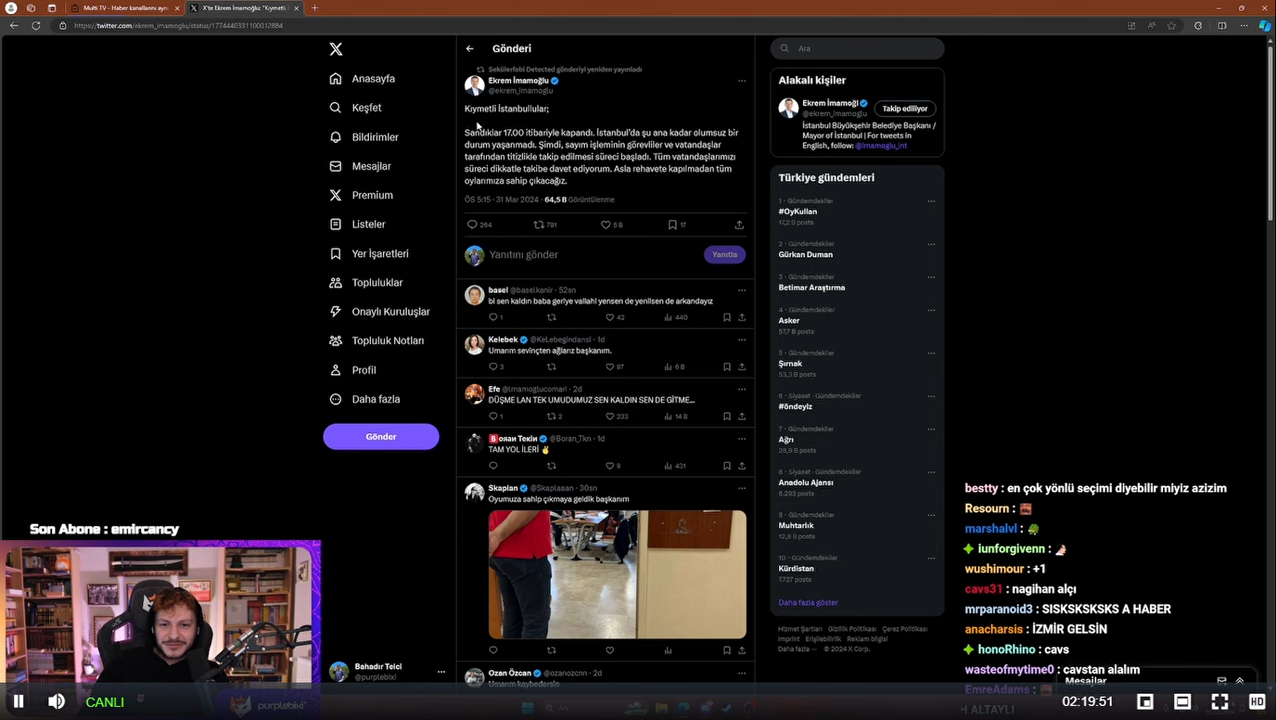 Multi TV - Haber kanallarını ayn
X'te Ekrem İmamoğlu: "Kıymetli İ
https://twitter.com/ekrem_imamoglu/status/1774440331100012884
Anasayfa
Keşfet
Bildirimler
Mesajlar
Premium
Listeler
Yer İşaretleri
Topluluklar
Onaylı Kuruluşlar
Topluluk Notları
Profil
Daha fazla
Gönder
Gönderi
Sekülerfobi Detected gönderiyi yeniden yayınladı
Ekrem İmamoğlu
@ekrem_imamoglu
Kıymetli İstanbullular;
Sandıklar 17.00 itibariyle kapandı. İstanbul'da şu ana kadar olumsuz bir
durum yaşanmadı. Şimdi, sayım işleminin görevliler ve vatandaşlar
tarafından titizlikle takip edilmesi süreci başladı. Tüm vatandaşlarımızı
süreci dikkatle takibe davet ediyorum. Asla rehavete kapılmadan tüm
oylarımıza sahip çıkacağız.
ÖS 5:15 · 31 Mar 2024 · 64,5 B Görüntülenme
264 791 5 B 17
Yanıtını gönder
Yanıtla
basel @baselkanir · 52sn
bi sen kaldın baba geriye vallahi yensen de yenilsen de arkandayız
1 42 440
Kelebek @KeLebegindansi · 1d
Umarım sevinçten ağlarız başkanım.
3 97 6 B
Efe @imamoglucomari · 2d
DÜŞME LAN TEK UMUDUMUZ SEN KALDIN SEN DE GİTME...
1 2 233 14 B
Boran Tekin @Boran_Tkn · 1d
TAM YOL İLERİ
9 431
Skaplan @Skaplaaan · 30sn
Oyumuza sahip çıkmaya geldik başkanım
Ozan Özcan @ozanozcnn · 2d
Umarım kaybedersin
Ara
Alakalı kişiler
Ekrem İmamoğl
Takip ediliyor
@ekrem_imamoglu
İstanbul Büyükşehir Belediye Başkanı /
Mayor of İstanbul | For tweets in
English, follow: @imamoglu_int
Türkiye gündemleri
1 · Gündemdekiler
#OyKullan
17,2 B posts
2 · Gündemdekiler
Gürkan Duman
3 · Gündemdekiler
Betimar Araştırma
4 · Gündemdekiler
Asker
57,7 B posts
5 · Gündemdekiler
Şırnak
53,3 B posts
6 · Siyaset · Gündemdekiler
#öndeyiz
7 · Gündemdekiler
Ağrı
28,9 B posts
8 · Siyaset · Gündemdekiler
Anadolu Ajansı
6.293 posts
9 · Gündemdekiler
Muhtarlık
12,8 B posts
10 · Gündemdekiler
Kürdistan
7.727 posts
Daha fazla göster
Hizmet Şartları Gizlilik Politikası Çerez Politikası
Imprint Erişilebilirlik Reklam bilgisi
Daha fazla ··· © 2024 X Corp.
bestty : en çok yönlü seçimi diyebilir miyiz azizim
Resourn :
marshalvl :
iunforgivenn :
wushimour : +1
cavs31 : nagihan alçı
mrparanoid3 : SISKSKSKSKS A HABER
anacharsis : İZMİR GELSİN
honoRhino : cavs
wasteofmytime0 : cavstan alalım
Mesajlar
EmreAdams :
ALTAYLI
Son Abone : emircancy
Bahadır Telci
@purpleblxl
purpleblxl
CANLI
02:19:51
HD